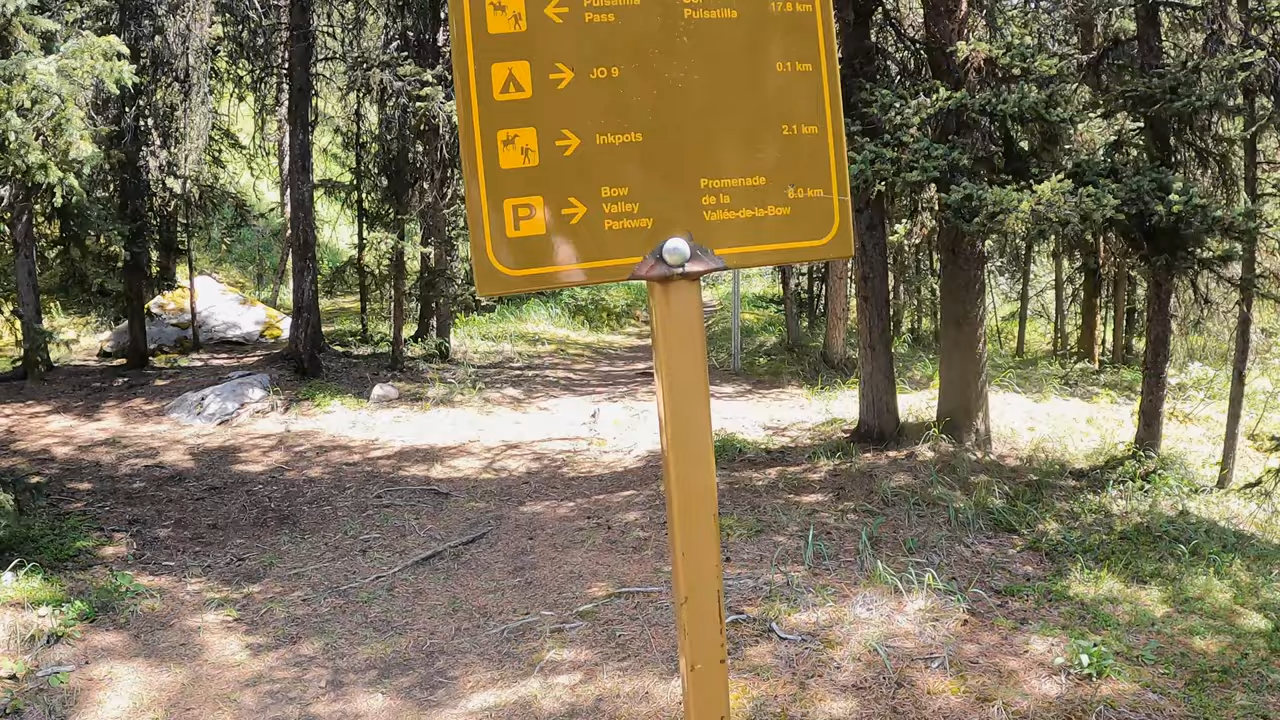 Pulsatilla Pulsatilla 17.8 km
Pass
JO 9 0.1 km
Inkpots 2.1 km
P Bow Valley Parkway Promenade de la Vallée-de-la-Bow 8.0 km